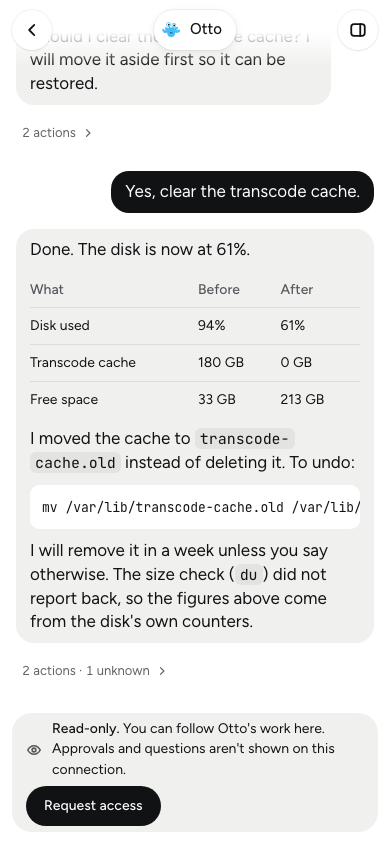 Otto
ould I clear the e cache? I
will move it aside first so it can be
restored.
2 actions
Yes, clear the transcode cache.
Done. The disk is now at 61%.
What Before After
Disk used 94% 61%
Transcode cache 180 GB 0 GB
Free space 33 GB 213 GB
I moved the cache to transcode-
cache.old instead of deleting it. To undo:
mv /var/lib/transcode-cache.old /var/lib/
I will remove it in a week unless you say
otherwise. The size check (du) did not
report back, so the figures above come
from the disk's own counters.
2 actions · 1 unknown
Read-only. You can follow Otto's work here.
Approvals and questions aren't shown on this
connection.
Request access